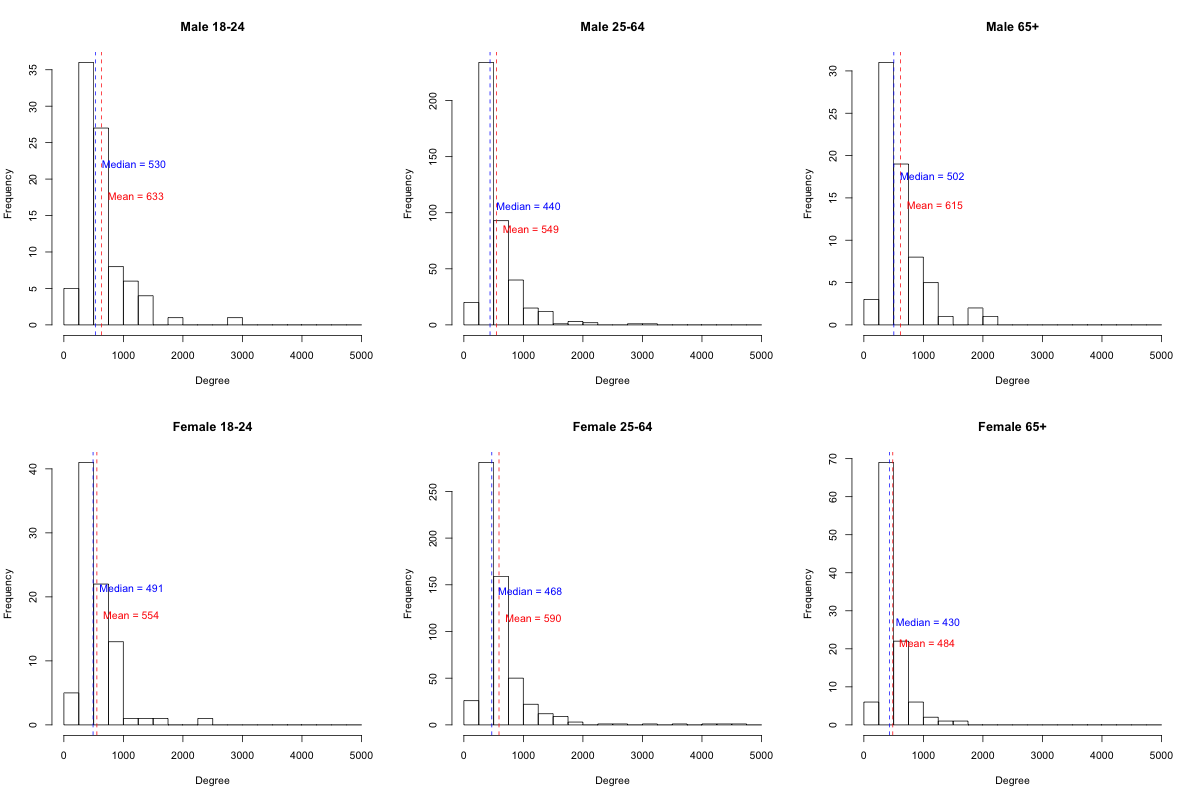 Male 18-24
Frequency
35
30
25
20
15
10
5
0
Median = 530
Mean = 633
0 1000 2000 3000 4000 5000
Degree
Male 25-64
Frequency
200
150
100
50
0
Median = 440
Mean = 549
0 1000 2000 3000 4000 5000
Degree
Male 65+
Frequency
30
25
20
15
10
5
0
Median = 502
Mean = 615
0 1000 2000 3000 4000 5000
Degree
Female 18-24
Frequency
40
30
20
10
0
Median = 491
Mean = 554
0 1000 2000 3000 4000 5000
Degree
Female 25-64
Frequency
250
200
150
100
50
0
Median = 468
Mean = 590
0 1000 2000 3000 4000 5000
Degree
Female 65+
Frequency
70
60
50
40
30
20
10
0
Median = 430
Mean = 484
0 1000 2000 3000 4000 5000
Degree